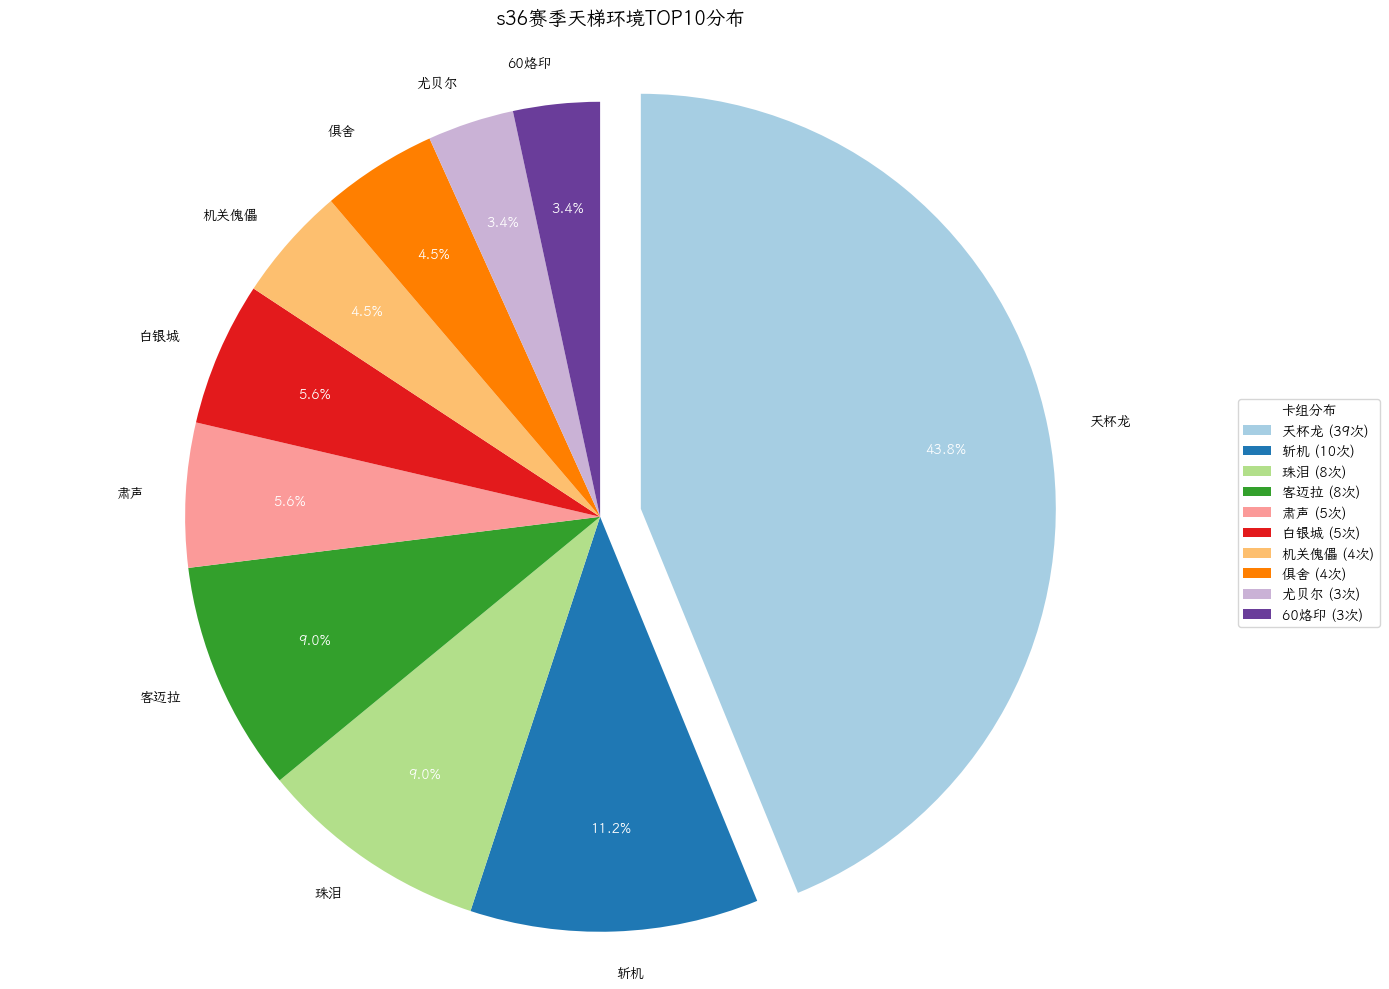 s36赛季天梯环境TOP10分布
60烙印
尤贝尔
俱舍
机关傀儡
白银城
肃声
客迈拉
珠泪
斩机
天杯龙
3.4%
3.4%
4.5%
4.5%
5.6%
5.6%
9.0%
9.0%
11.2%
43.8%
卡组分布
天杯龙 (39次)
斩机 (10次)
珠泪 (8次)
客迈拉 (8次)
肃声 (5次)
白银城 (5次)
机关傀儡 (4次)
俱舍 (4次)
尤贝尔 (3次)
60烙印 (3次)